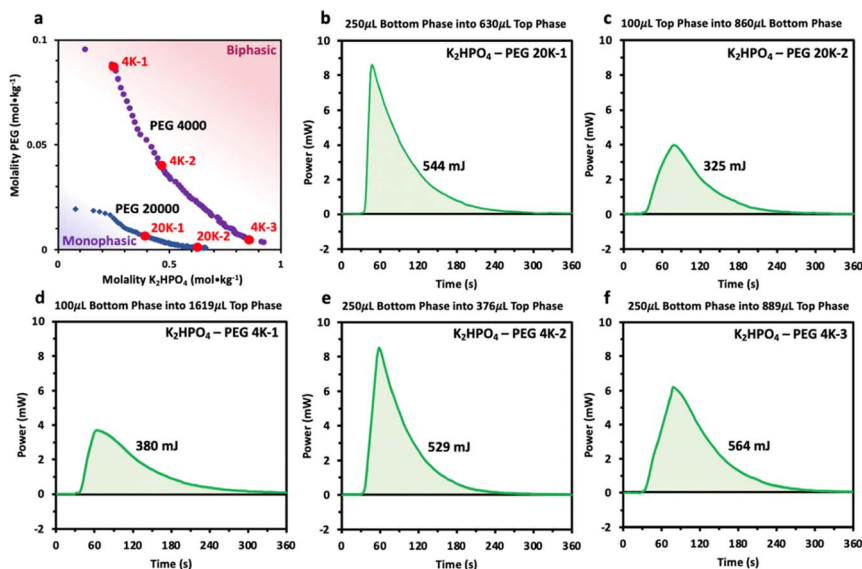 a
0.1
Biphasic
4K-1
PEG 4000
0.05
4K-2
PEG 20000
20K-1
20K-2
4K-3
Monophasic
0
0 0.5 1
Molality PEG (mol•kg⁻¹)
Molality K₂HPO₄ (mol•kg⁻¹)
b
250µL Bottom Phase into 630µL Top Phase
K₂HPO₄ – PEG 20K-1
10
8
6
4
2
0
-2
544 mJ
Power (mW)
0 60 120 180 240 300 360
Time (s)
c
100µL Top Phase into 860µL Bottom Phase
K₂HPO₄ – PEG 20K-2
10
8
6
4
2
0
-2
325 mJ
Power (mW)
0 60 120 180 240 300 360
Time (s)
d
100µL Bottom Phase into 1619µL Top Phase
K₂HPO₄ – PEG 4K-1
10
8
6
4
2
0
-2
380 mJ
Power (mW)
0 60 120 180 240 300 360
Time (s)
e
250µL Bottom Phase into 376µL Top Phase
K₂HPO₄ – PEG 4K-2
10
8
6
4
2
0
-2
529 mJ
Power (mW)
0 60 120 180 240 300 360
Time (s)
f
250µL Bottom Phase into 889µL Top Phase
K₂HPO₄ – PEG 4K-3
10
8
6
4
2
0
-2
564 mJ
Power (mW)
0 60 120 180 240 300 360
Time (s)